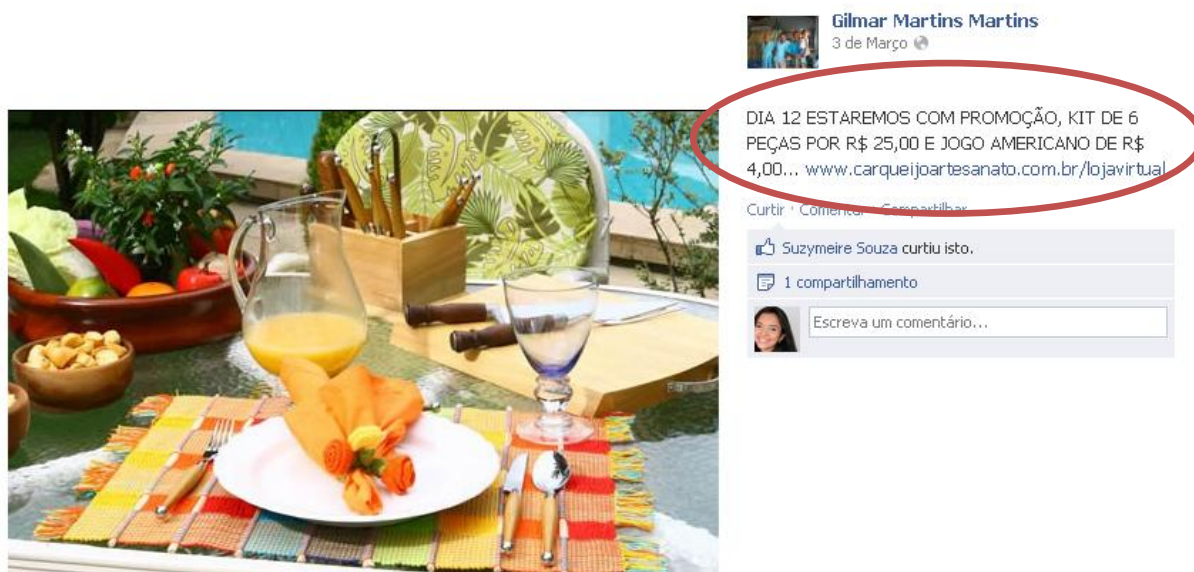 Gilmar Martins Martins
3 de Março
DIA 12 ESTAREMOS COM PROMOÇÃO, KIT DE 6
PEÇAS POR R$ 25,00 E JOGO AMERICANO DE R$
4,00... www.carqueijoartesanato.com.br/lojavirtual
Curtir · Comentar · Compartilhar
Suzymeire Souza curtiu isto.
1 compartilhamento
Escreva um comentário...